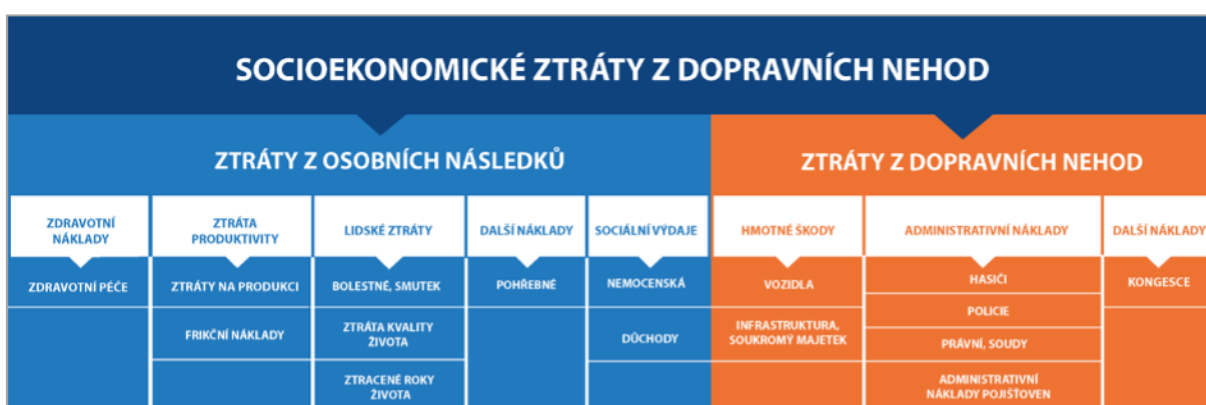 SOCIOEKONOMICKÉ ZTRÁTY Z DOPRAVNÍCH NEHOD
ZTRÁTY Z OSOBNÍCH NÁSLEDKŮ
ZTRÁTY Z DOPRAVNÍCH NEHOD
ZDRAVOTNÍ
NÁKLADY
ZTRÁTA
PRODUKTIVITY
LIDSKÉ ZTRÁTY
DALŠÍ NÁKLADY
SOCIÁLNÍ VÝDAJE
HMOTNÉ ŠKODY
ADMINISTRATIVNÍ NÁKLADY
DALŠÍ NÁKLADY
ZDRAVOTNÍ PÉČE
ZTRÁTY NA PRODUKCI
BOLESTNÉ, SMUTEK
POHŘEBNÉ
NEMOCENSKÁ
VOZIDLA
HASIČI
KONGESCE
POLICIE
FRIKČNÍ NÁKLADY
ZTRÁTA KVALITY
ŽIVOTA
DŮCHODY
INFRASTRUKTURA,
SOUKROMÝ MAJETEK
PRÁVNÍ, SOUDY
ZTRACENÉ ROKY
ŽIVOTA
ADMINISTRATIVNÍ
NÁKLADY POJIŠŤOVEN